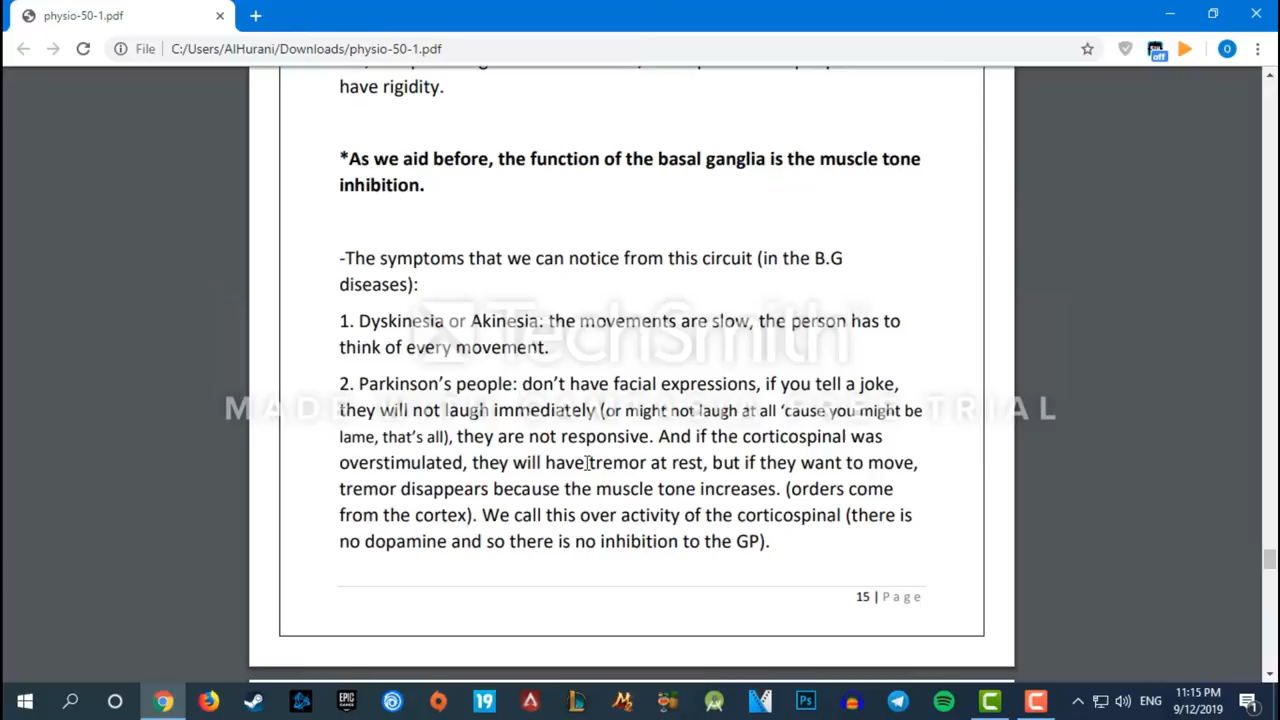 physio-50-1.pdf
File
C:/Users/AlHurani/Downloads/physio-50-1.pdf
O
off
have rigidity.
*As we aid before, the function of the basal ganglia is the muscle tone
inhibition.
-The symptoms that we can notice from this circuit (in the B.G
diseases):
1. Dyskinesia or Akinesia: the movements are slow, the person has to
think of every movement.
2. Parkinson's people: don't have facial expressions, if you tell a joke,
they will not laugh immediately (or might not laugh at all 'cause you might be
lame, that's all), they are not responsive. And if the corticospinal was
overstimulated, they will have tremor at rest, but if they want to move,
tremor disappears because the muscle tone increases. (orders come
from the cortex). We call this over activity of the corticospinal (there is
no dopamine and so there is no inhibition to the GP).
15 | Page
TechSmith
MADE WITH CAMTASIA FREE TRIAL
EPIC
GAMES
19
Ps
ENG
11:15 PM
9/12/2019